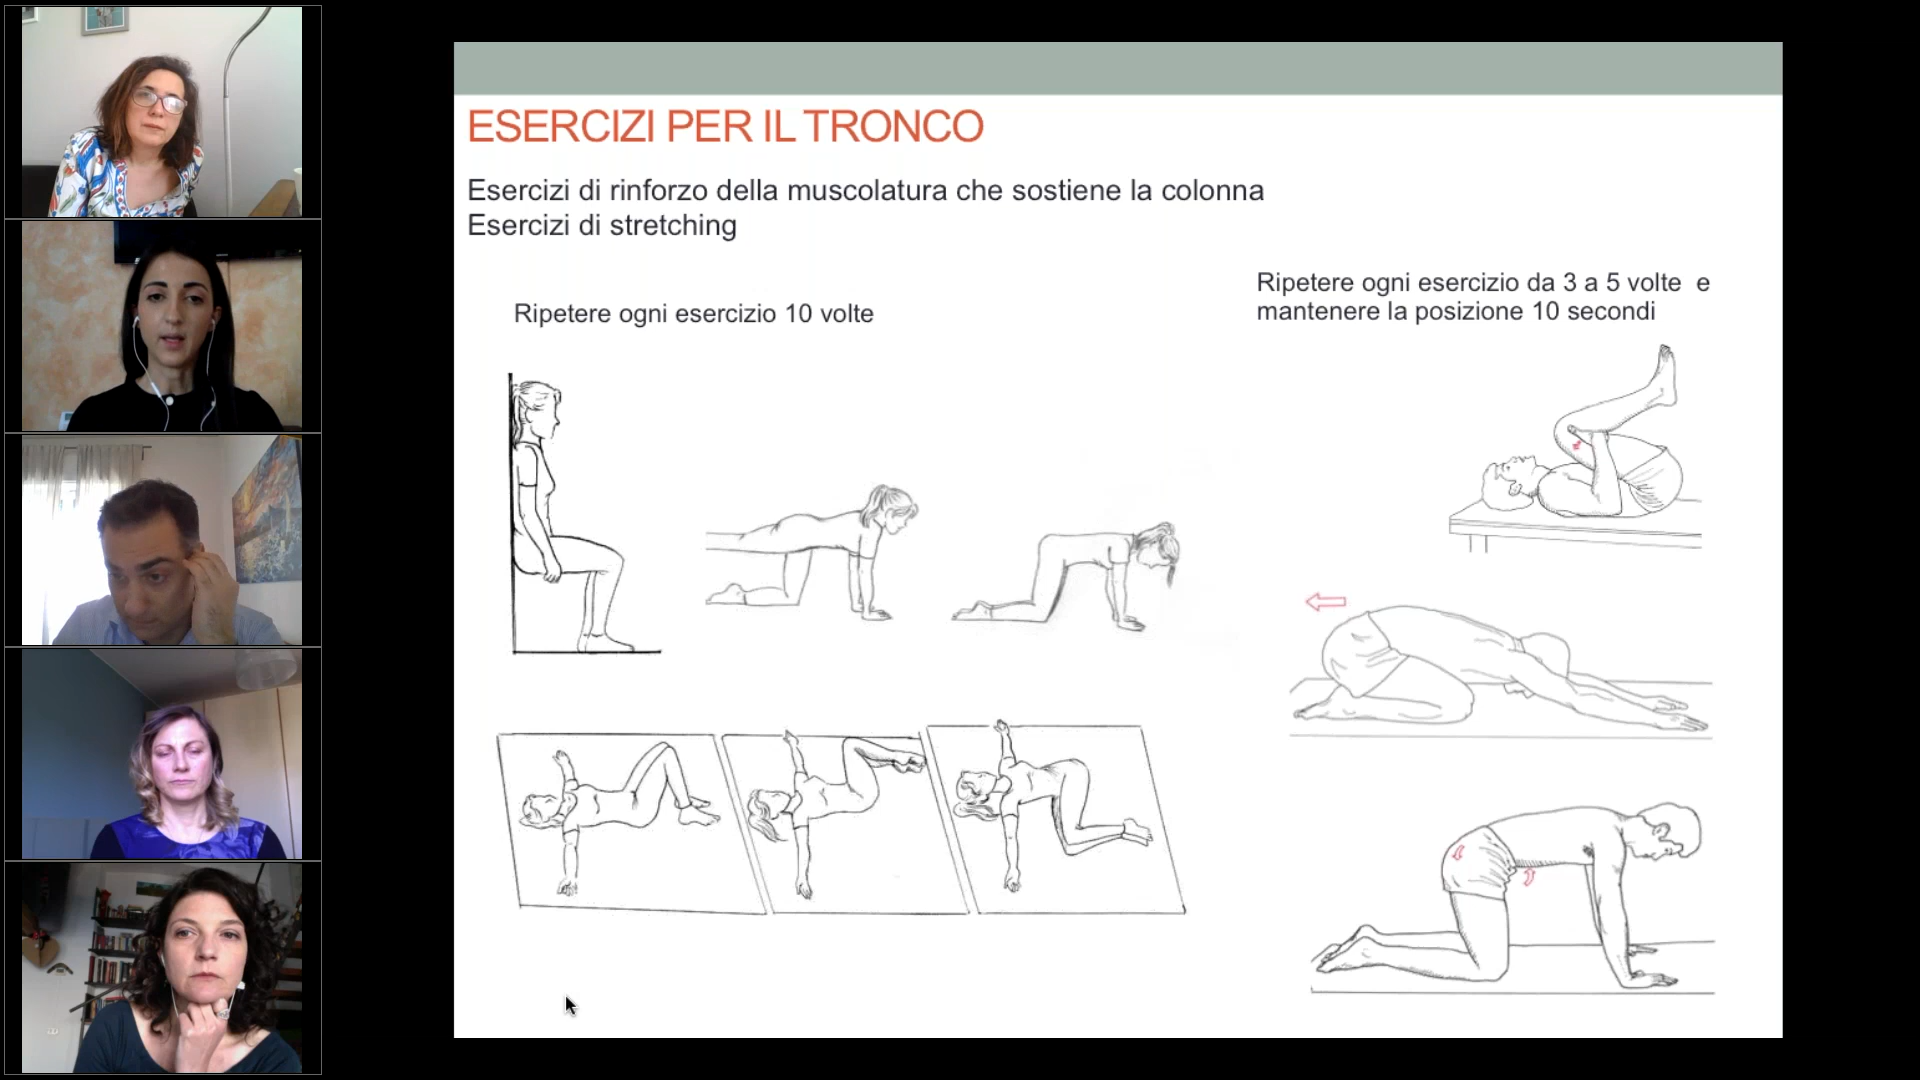 ESERCIZI PER IL TRONCO
Esercizi di rinforzo della muscolatura che sostiene la colonna
Esercizi di stretching
Ripetere ogni esercizio 10 volte
Ripetere ogni esercizio da 3 a 5 volte e
mantenere la posizione 10 secondi